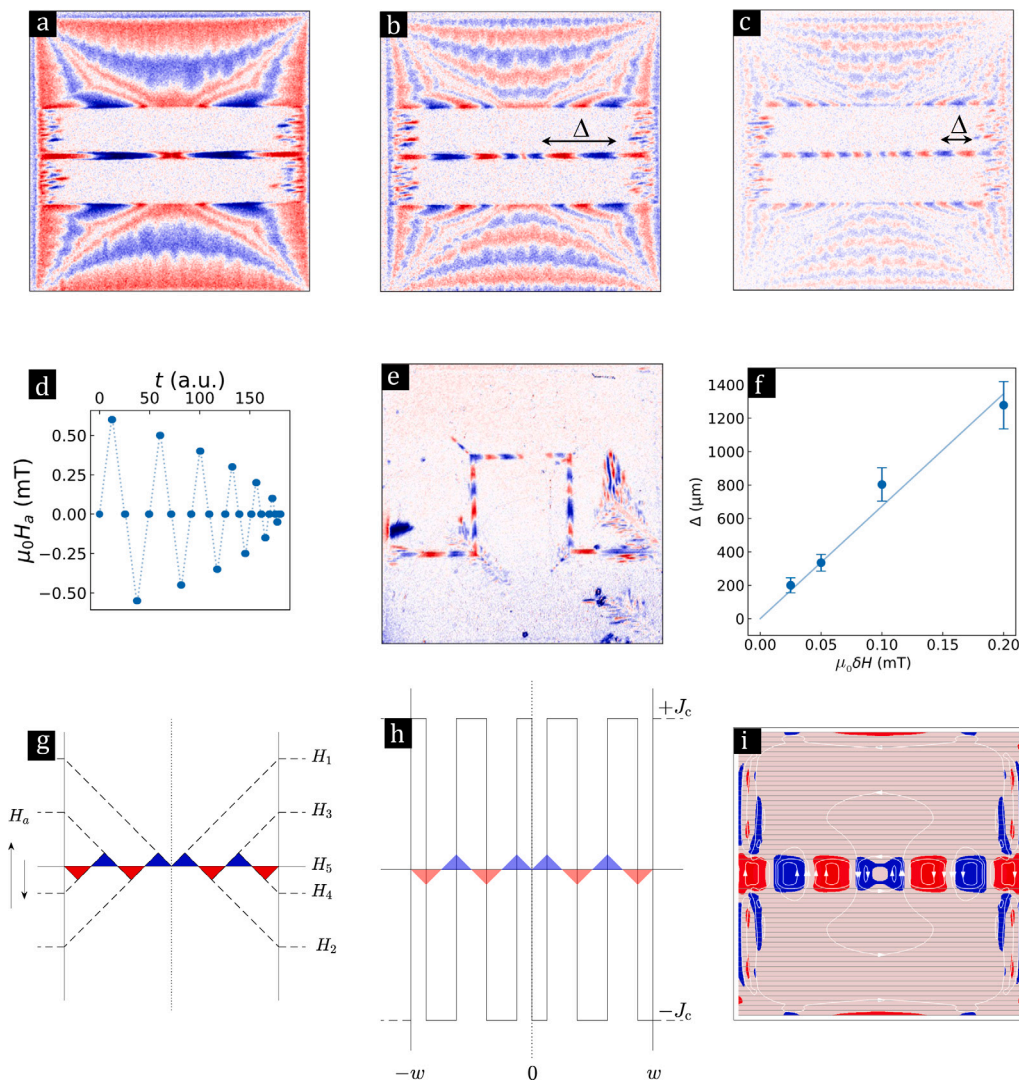 a
b
c
Δ
Δ
d
t (a.u.)
0 50 100 150
0.50
0.25
0.00
−0.25
−0.50
μ₀Hₐ (mT)
e
f
1400
1200
1000
800
600
400
200
0
Δ (μm)
0.00 0.05 0.10 0.15 0.20
μ₀δH (mT)
g
H₁
H₃
Hₐ
H₅
H₄
H₂
h
+J_c
−J_c
−w 0 w
i